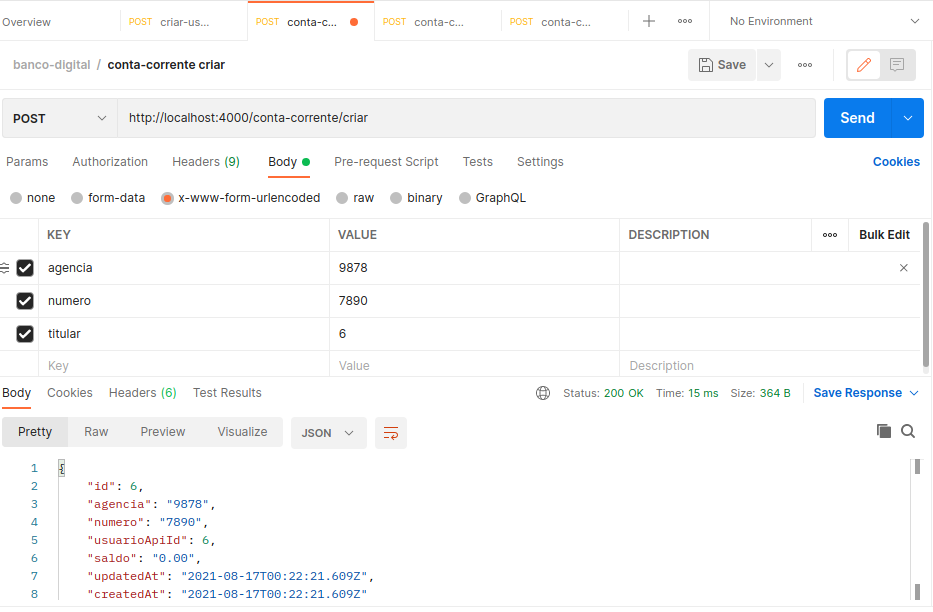 Overview POST criar-us... POST conta-c... POST conta-c... POST conta-c... No Environment
banco-digital / conta-corrente criar Save
POST http://localhost:4000/conta-corrente/criar Send
Params Authorization Headers (9) Body Pre-request Script Tests Settings Cookies
none form-data x-www-form-urlencoded raw binary GraphQL
KEY VALUE DESCRIPTION Bulk Edit
agencia 9878
numero 7890
titular 6
Key Value Description
Body Cookies Headers (6) Test Results Status: 200 OK Time: 15 ms Size: 364 B Save Response
Pretty Raw Preview Visualize JSON
1 {
2 "id": 6,
3 "agencia": "9878",
4 "numero": "7890",
5 "usuarioApiId": 6,
6 "saldo": "0.00",
7 "updatedAt": "2021-08-17T00:22:21.609Z",
8 "createdAt": "2021-08-17T00:22:21.609Z"